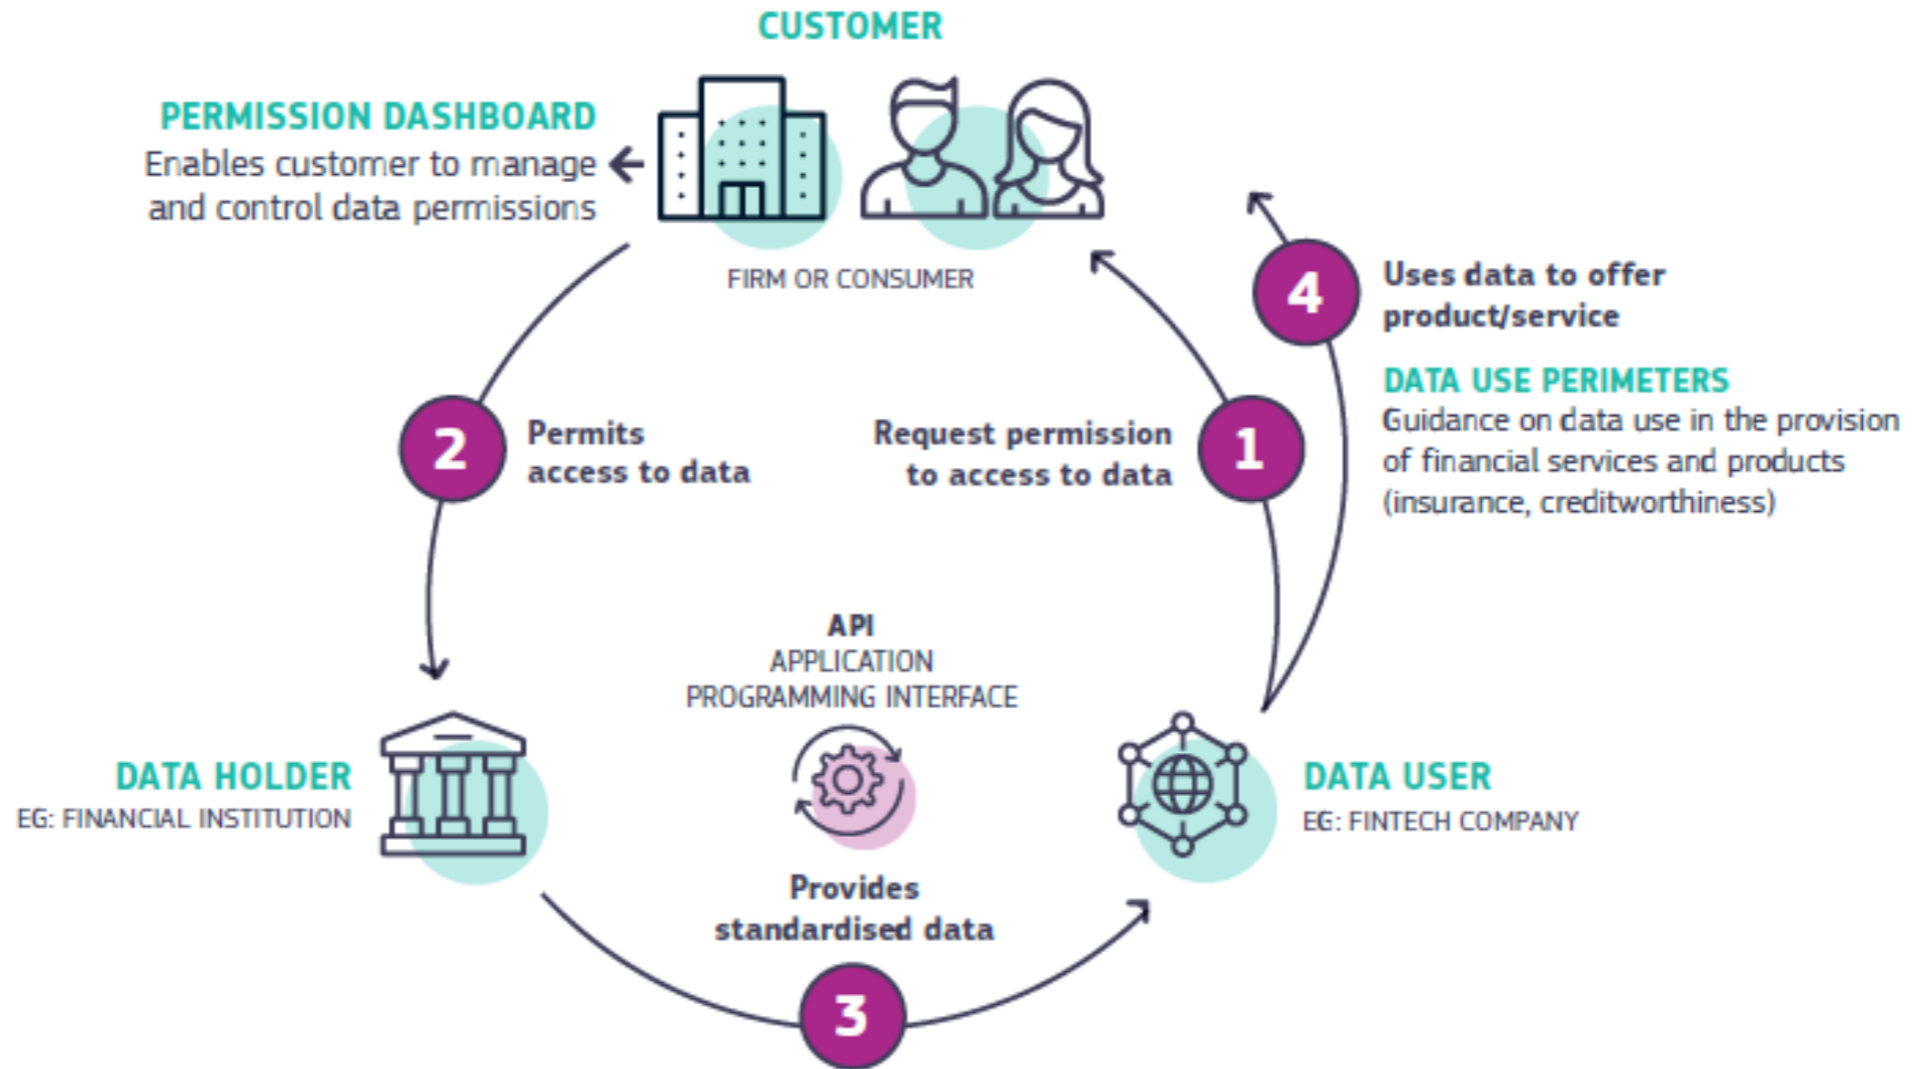 CUSTOMER
PERMISSION DASHBOARD
Enables customer to manage
and control data permissions
FIRM OR CONSUMER
4
Uses data to offer
product/service
DATA USE PERIMETERS
Guidance on data use in the provision
of financial services and products
(insurance, creditworthiness)
2
Permits
access to data
Request permission
to access to data
1
API
APPLICATION
PROGRAMMING INTERFACE
DATA HOLDER
EG: FINANCIAL INSTITUTION
DATA USER
EG: FINTECH COMPANY
Provides
standardised data
3